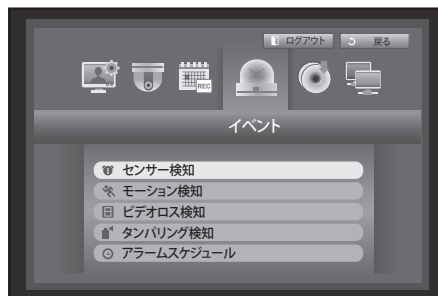 ログアウト 戻る
REC
イベント
センサー検知
モーション検知
ビデオロス検知
タンパリング検知
アラームスケジュール